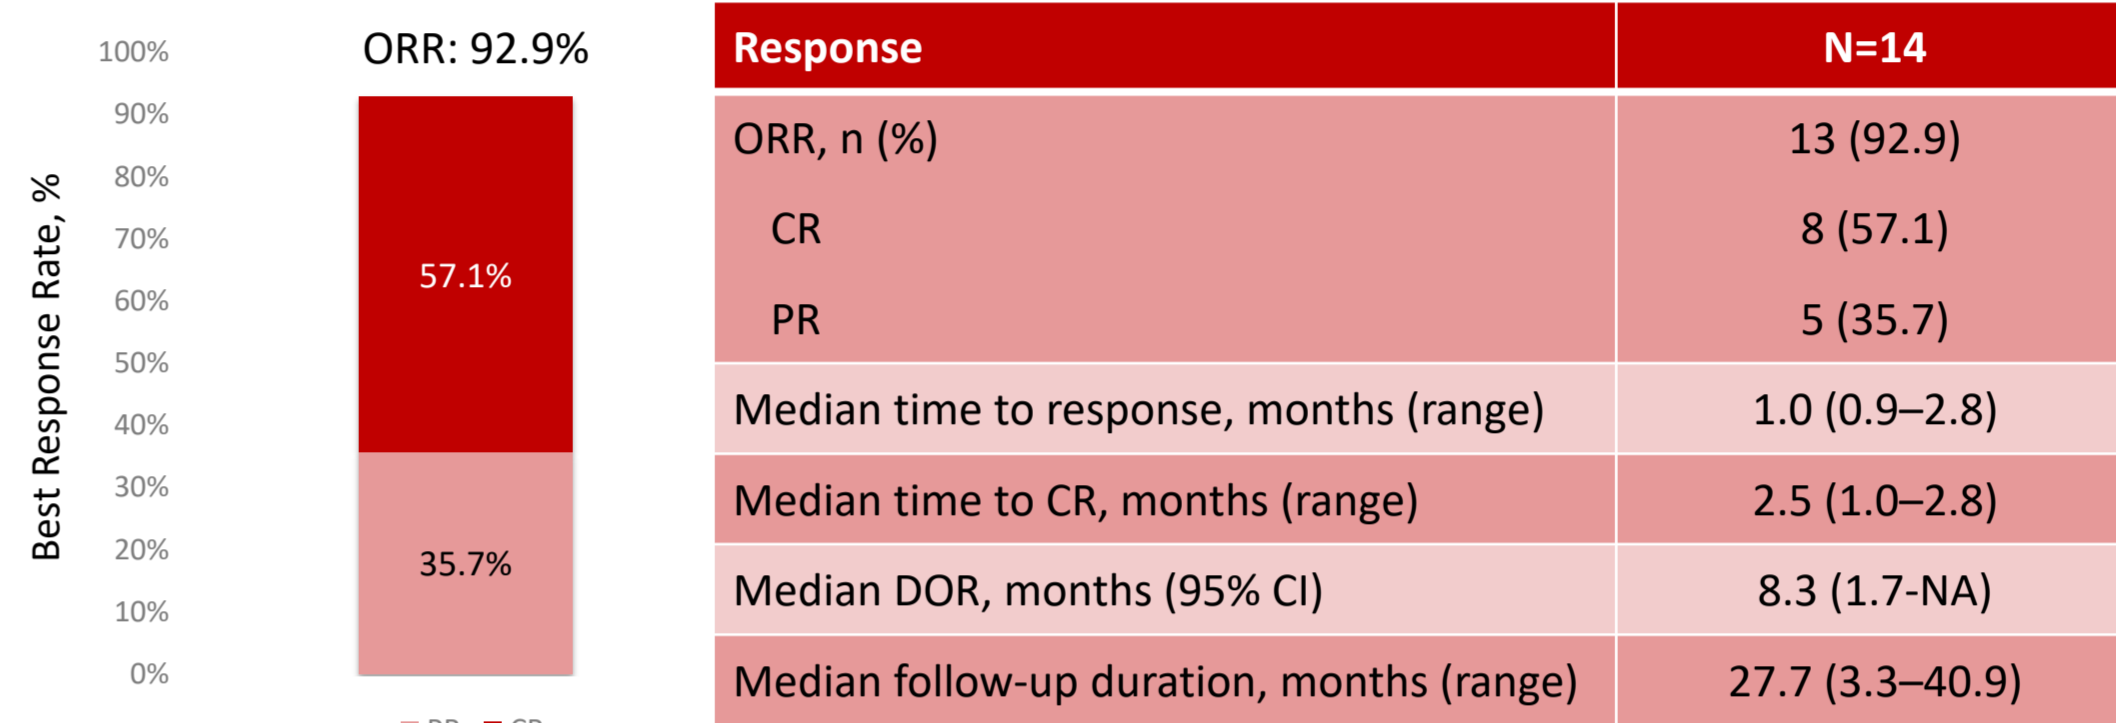 ORR: 92.9%
Best Response Rate, %
100%
90%
80%
70%
60%
50%
40%
30%
20%
10%
0%
57.1%
35.7%
Response N=14
ORR, n (%) 13 (92.9)
CR 8 (57.1)
PR 5 (35.7)
Median time to response, months (range) 1.0 (0.9–2.8)
Median time to CR, months (range) 2.5 (1.0–2.8)
Median DOR, months (95% CI) 8.3 (1.7-NA)
Median follow-up duration, months (range) 27.7 (3.3–40.9)